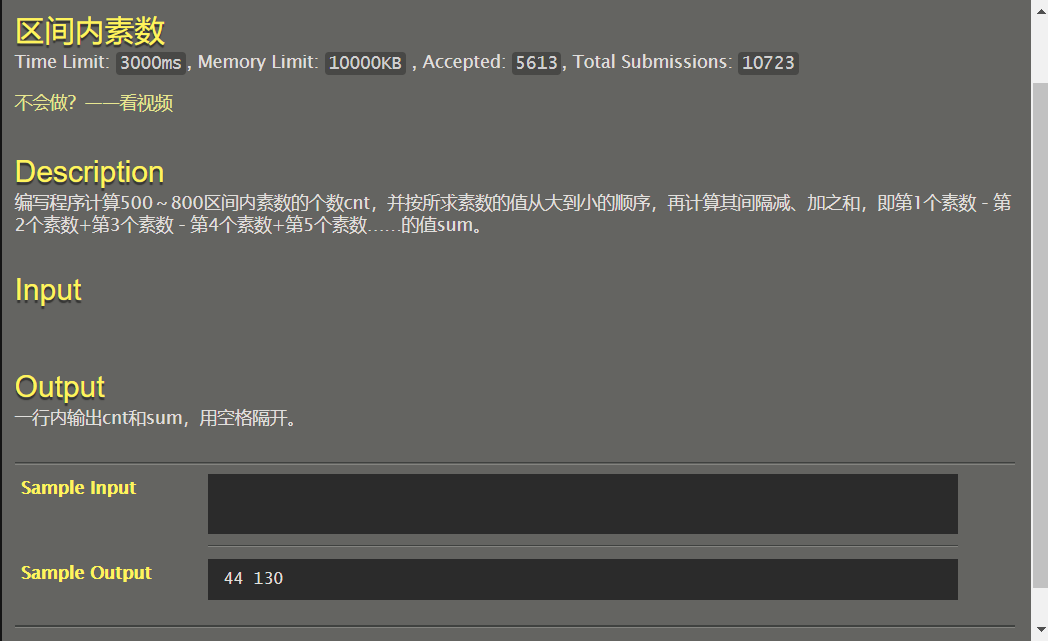 区间内素数
Time Limit: 3000ms, Memory Limit: 10000KB , Accepted: 5613, Total Submissions: 10723
不会做？——看视频
Description
编写程序计算500～800区间内素数的个数cnt，并按所求素数的值从大到小的顺序，再计算其间隔减、加之和，即第1个素数 - 第
2个素数+第3个素数 - 第4个素数+第5个素数……的值sum。
Input
Output
一行内输出cnt和sum，用空格隔开。
Sample Input
Sample Output
44 130